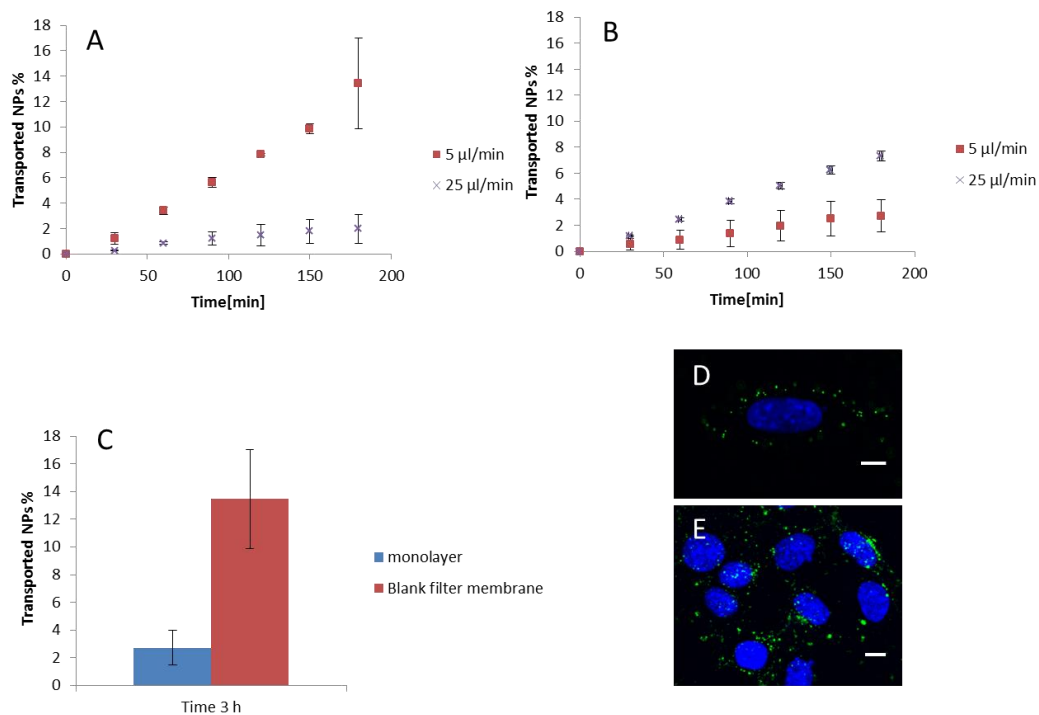 A
Transported NPs %
18
16
14
12
10
8
6
4
2
0
0 50 100 150 200
Time[min]
5 µl/min
25 µl/min
B
Transported NPs %
18
16
14
12
10
8
6
4
2
0
0 50 100 150 200
Time[min]
5 µl/min
25 µl/min
C
Transported NPs %
18
16
14
12
10
8
6
4
2
0
Time 3 h
monolayer
Blank filter membrane
D
E